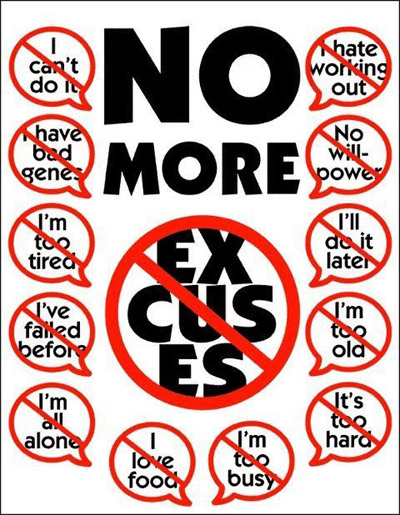 NO
MORE
EX
CUS
ES
I
can't
do it
I have
bad
genes
I'm
too
tired
I've
failed
before
I'm
all
alone
I
love
food
I'm
too
busy
It's
too
hard
I'm
too
old
I'll
do it
later
No
will-
power
I hate
working
out